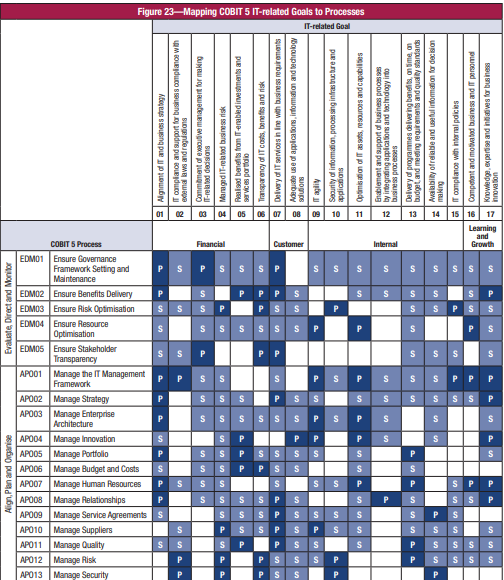 Figure 23—Mapping COBIT 5 IT-related Goals to Processes
IT-related Goal
Alignment of IT and business strategy
IT compliance and support for business compliance with
external laws and regulations
Commitment of executive management for making
IT-related decisions
Managed IT-related business risk
Realised benefits from IT-enabled investments and
services portfolio
Transparency of IT costs, benefits and risk
Delivery of IT services in line with business requirements
Adequate use of applications, information and technology
solutions
IT agility
Security of information, processing infrastructure and
applications
Optimisation of IT assets, resources and capabilities
Enablement and support of business processes
by integrating applications and technology into
business processes
Delivery of programmes delivering benefits, on time, on
budget, and meeting requirements and quality standards
Availability of reliable and useful information for decision
making
IT compliance with internal policies
Competent and motivated business and IT personnel
Knowledge, expertise and initiatives for business
innovation
01 02 03 04 05 06 07 08 09 10 11 12 13 14 15 16 17
COBIT 5 Process Financial Customer Internal Learning
and
Growth
Evaluate, Direct and Monitor
EDM01 Ensure Governance
Framework Setting and
Maintenance
P S P S S S P S S S S S S S S S
EDM02 Ensure Benefits Delivery P S P P P S S S S S S P
EDM03 Ensure Risk Optimisation S S S P P S S P S S P S S
EDM04 Ensure Resource
Optimisation
S S S S S S S P P S P S
EDM05 Ensure Stakeholder
Transparency
S S P P P S S S S
Align, Plan and Organise
APO01 Manage the IT Management
Framework
P P S S S P S P S S S P P P
APO02 Manage Strategy P S S S P S S S S S S S S P
APO03 Manage Enterprise
Architecture
P S S S S S S P S P S S S
APO04 Manage Innovation S S P P P P S S P
APO05 Manage Portfolio P S S P S S S S S P S
APO06 Manage Budget and Costs S S S P P S S S S
APO07 Manage Human Resources P S S S S S S P P S P P
APO08 Manage Relationships P S S S S P S S P S S P
APO09 Manage Service Agreements S S S S P S S S S S P S
APO10 Manage Suppliers S P S S P S P S S S S S S
APO11 Manage Quality S S S P P S S S P S S S S
APO12 Manage Risk P P P S S S P P S S S S
APO13 Manage Security P P P S S P P